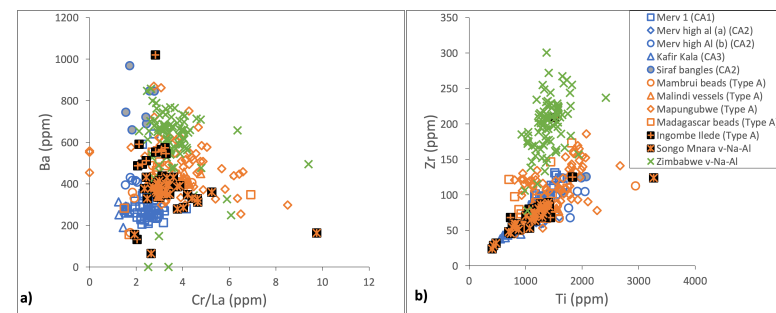 1200
1000
800
600
400
200
0
Ba (ppm)
0 2 4 6 8 10 12
Cr/La (ppm)
a)
350
300
250
200
150
100
50
0
Zr (ppm)
0 1000 2000 3000 4000
Ti (ppm)
b)
Merv 1 (CA1)
Merv high al (a) (CA2)
Merv high Al (b) (CA2)
Kafir Kala (CA3)
Siraf bangles (CA2)
Mambrui beads (Type A)
Malindi vessels (Type A)
Mapungubwe (Type A)
Madagascar beads (Type A)
Ingombe Ilede (Type A)
Songo Mnara v-Na-Al
Zimbabwe v-Na-Al